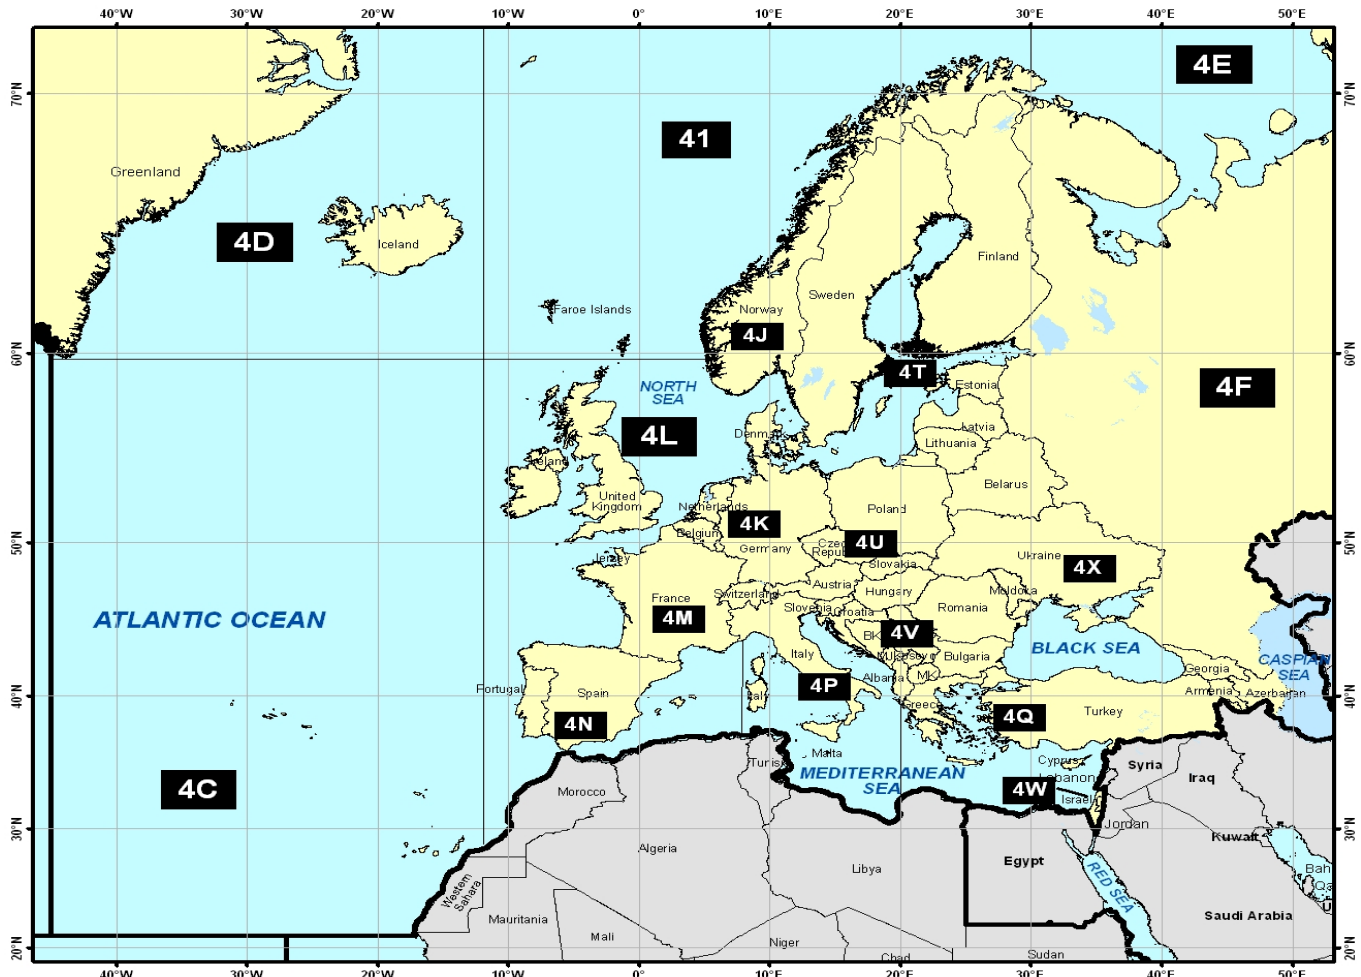 40°W 30°W 20°W 10°W 0° 10°E 20°E 30°E 40°E 50°E
4E
70°N 70°N
41
Greenland
4D
Iceland
Finland
Sweden
Faroe Islands
Norway
4J
60°N 60°N
4T
NORTH
SEA
Estonia
4F
Latvia
Denmark
4L
Lithuania
Ireland
Belarus
United
Kingdom
Netherlands
Poland
4K
Belgium
50°N 50°N
4U
Germany
Ukraine
Jersey
Slovakia
4X
Austria
Switzerland
Hungary
Moldoka
France
Slovenia
Croatia
Romania
4M
ATLANTIC OCEAN
4V
BLACK SEA
Italy
Bulgaria
CASPIAN
SEA
Georgia
Albania
MK
4P
Portugal
Spain
Italy
40°N 40°N
Armenia
Azerbaijan
Greece
4N
4Q
Turkey
Malta
Cyprus
Tunis
Syria
MEDITERRANEAN
SEA
Lebanon
Iraq
4C
Morocco
4W
Israel
Jordan
30°N 30°N
Kuwait
Algeria
Egypt
Libya
RED SEA
Bah
Qa
U
Western
Sahara
Mauritania
Saudi Arabia
Mali
Niger
20°N 20°N
Chad
Sudan
40°W 30°W 20°W 10°W 0° 10°E 20°E 30°E 40°E 50°E